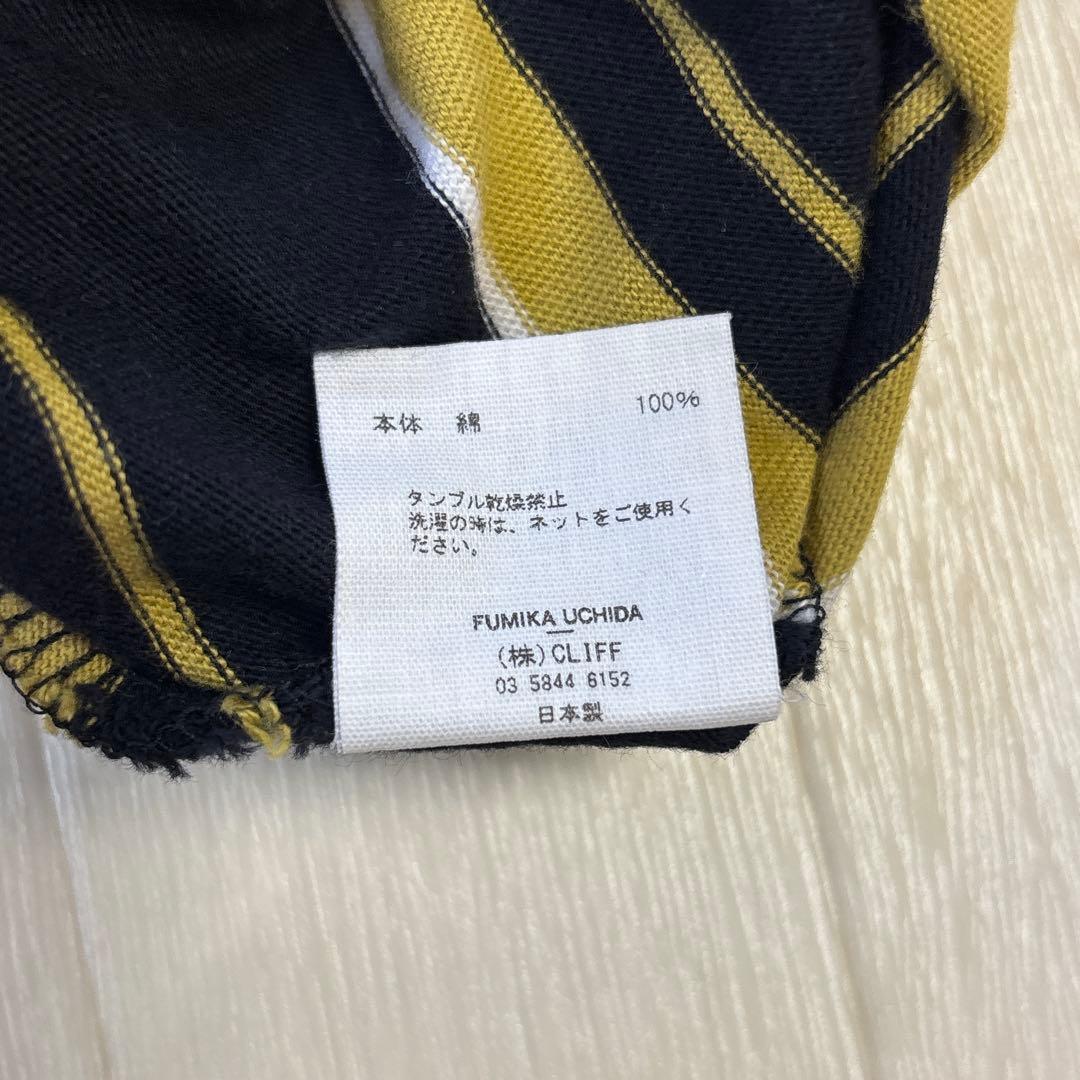 本体 綿 100%
タンブル乾燥禁止
洗濯の時は、ネットをご使用く
ださい。
FUMIKA UCHIDA
(株)CLIFF
03 5844 6152
日本製